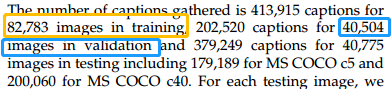 The number of captions gathered is 413,915 captions for
82,783 images in training, 202,520 captions for 40,504
images in validation and 379,249 captions for 40,775
images in testing including 179,189 for MS COCO c5 and
200,060 for MS COCO c40. For each testing image, we